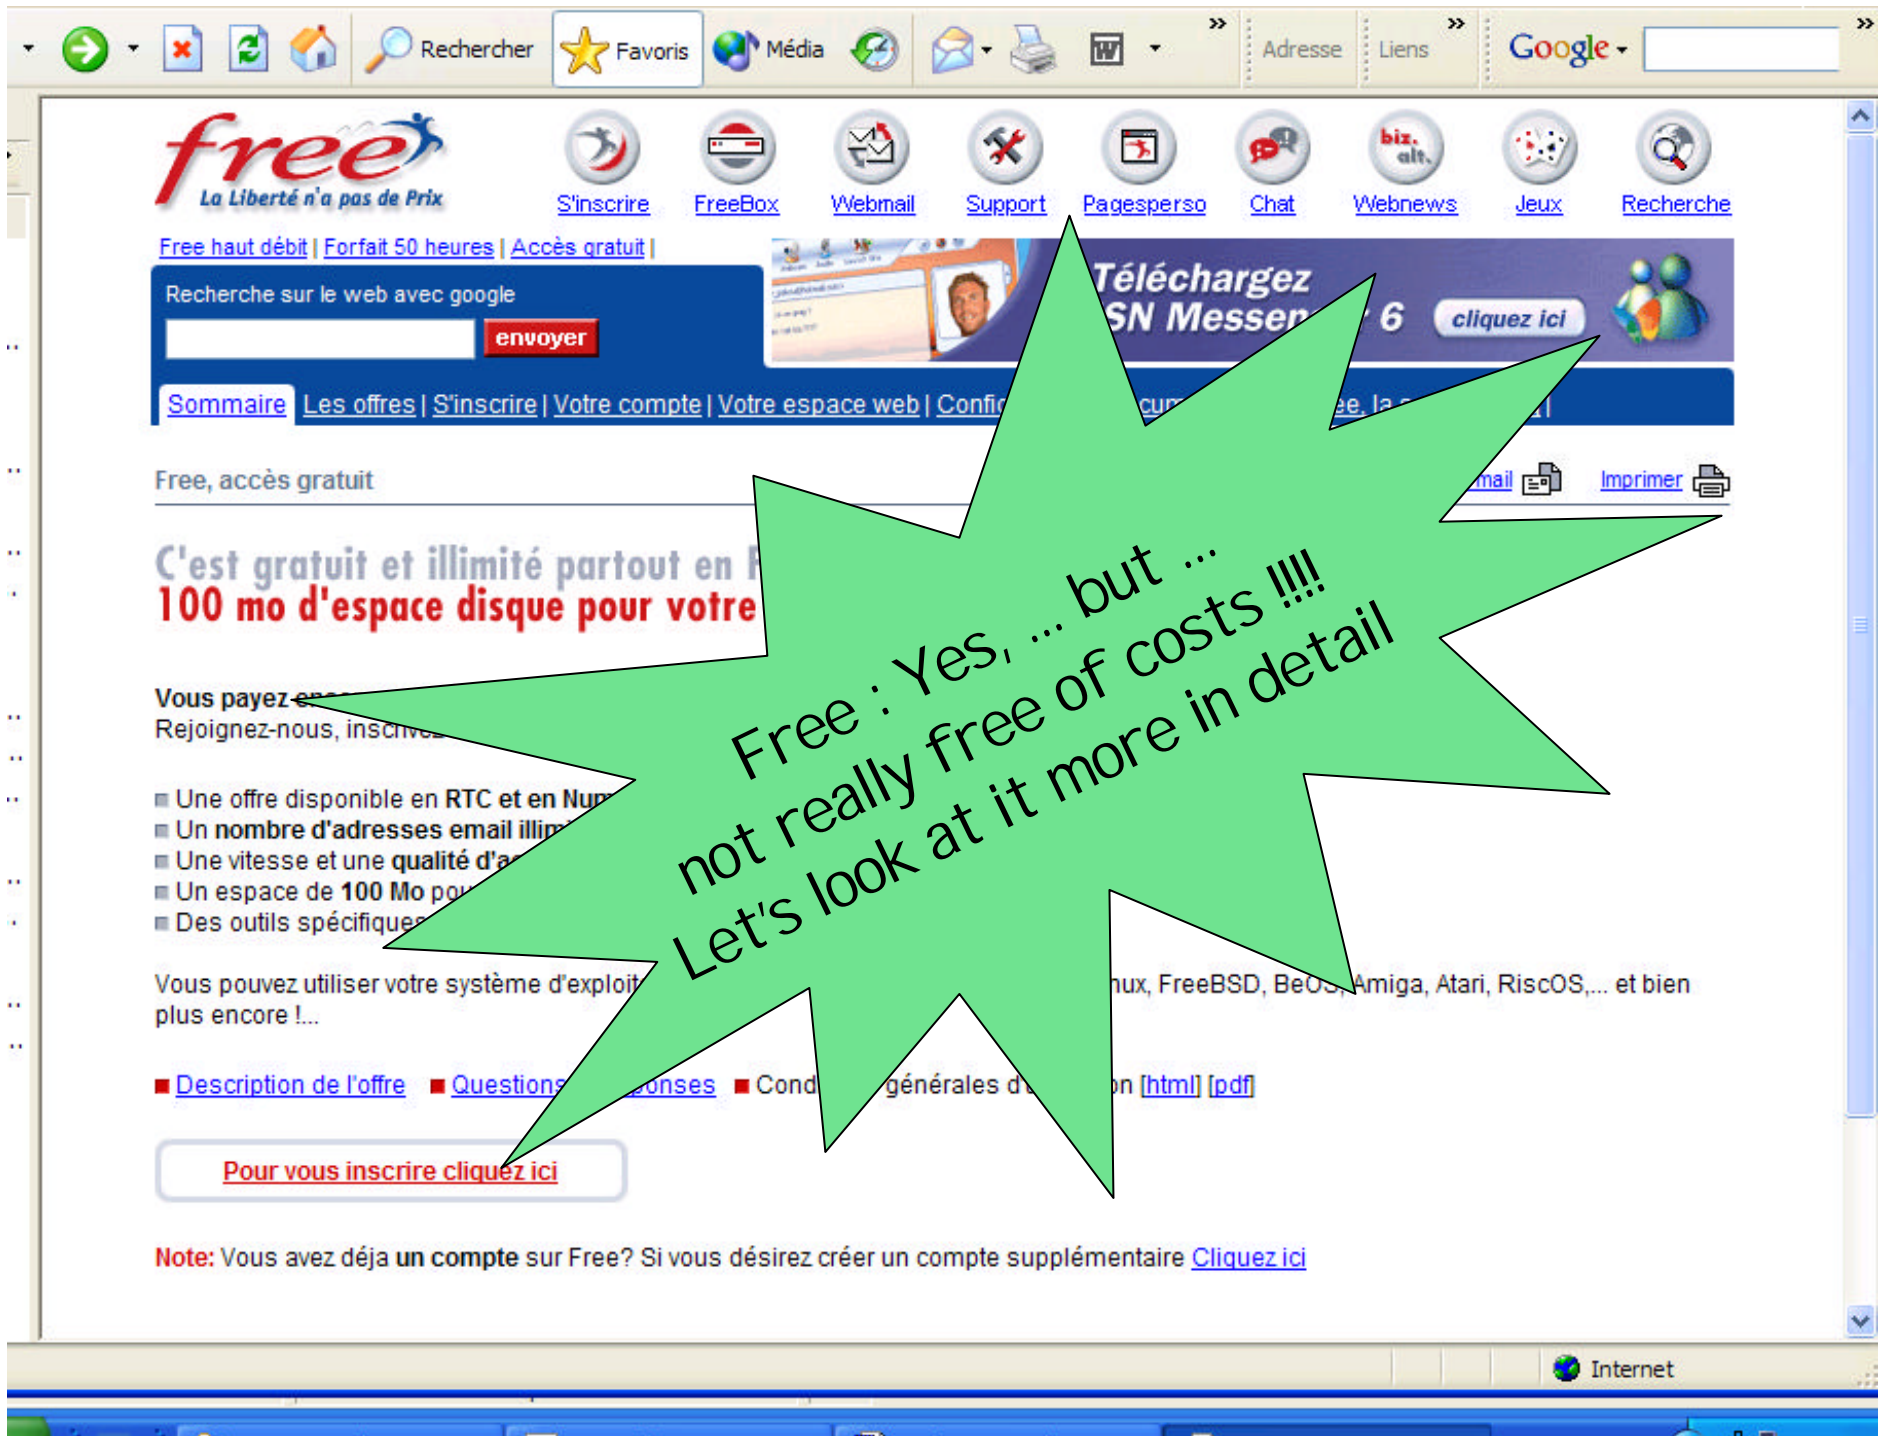 Rechercher Favoris Média » Adresse Liens » Google »
free
La Liberté n'a pas de Prix
S'inscrire FreeBox Webmail Support Pagesperso Chat biz. alt. Webnews Jeux Recherche
Free haut débit | Forfait 50 heures | Accès gratuit |
Recherche sur le web avec google
envoyer
Téléchargez
SN Messen 6 cliquez ici
Sommaire Les offres | S'inscrire | Votre compte | Votre espace web |
Free, accès gratuit
mail Imprimer
C'est gratuit et illimité partout en
100 mo d'espace disque pour votre
Free : Yes, ... but ...
not really free of costs !!!!
Let's look at it more in detail
Vous payez
Rejoignez-nous,
Une offre disponible en RTC et en
Un nombre d'adresses email
Une vitesse et une qualité
Un espace de 100 Mo
Des outils spécifiques
Vous pouvez utiliser votre système FreeBSD, BeOS, Amiga, Atari, RiscOS,... et bien
plus encore !...
Description de l'offre Questions générales [html] [pdf]
Pour vous inscrire cliquez ici
Note: Vous avez déja un compte sur Free? Si vous désirez créer un compte supplémentaire Cliquez ici
Internet